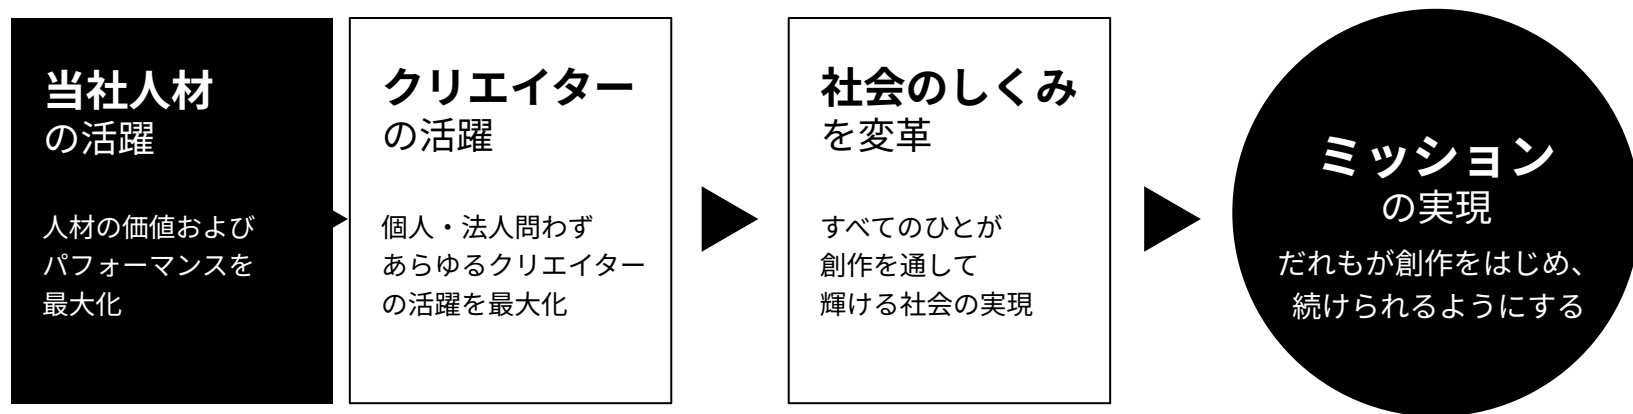 当社人材
の活躍
人材の価値および
パフォーマンスを
最大化
クリエイター
の活躍
個人・法人問わず
あらゆるクリエイター
の活躍を最大化
社会のしくみ
を変革
すべてのひとが
創作を通して
輝ける社会の実現
ミッション
の実現
だれもが創作をはじめ、
続けられるようにする